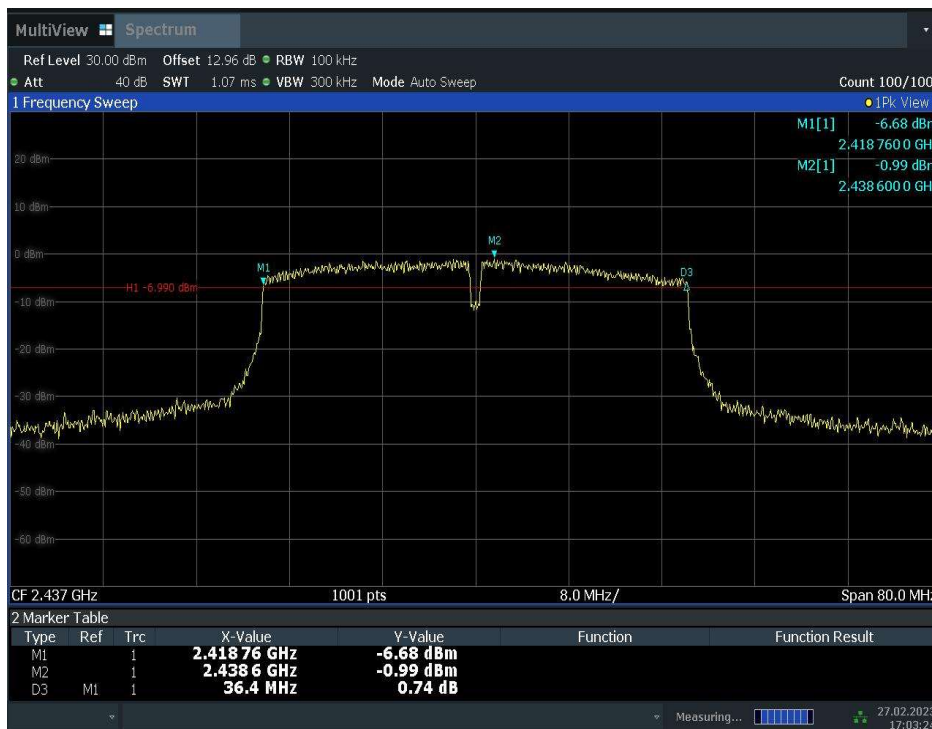 MultiView Spectrum
Ref Level 30.00 dBm Offset 12.96 dB RBW 100 kHz
Att 40 dB SWT 1.07 ms VBW 300 kHz Mode Auto Sweep Count 100/100
1 Frequency Sweep 1Pk View
M1[1] -6.68 dBm
2.418 760 0 GHz
20 dBm
M2[1] -0.99 dBm
2.438 600 0 GHz
10 dBm
M2
0 dBm
M1
D3
H1 -6.990 dBm
-10 dBm
-20 dBm
-30 dBm
-40 dBm
-50 dBm
-60 dBm
CF 2.437 GHz 1001 pts 8.0 MHz/ Span 80.0 MHz
2 Marker Table
Type Ref Trc X-Value Y-Value Function Function Result
M1 1 2.418 76 GHz -6.68 dBm
M2 1 2.438 6 GHz -0.99 dBm
D3 M1 1 36.4 MHz 0.74 dB
Measuring... 27.02.2023
17:03:24